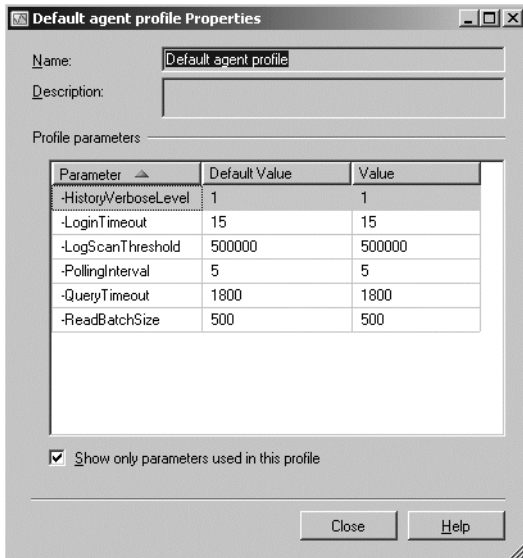 Default agent profile Properties
Name: Default agent profile
Description:
Profile parameters
Parameter Default Value Value
-HistoryVerboseLevel 1 1
-LoginTimeout 15 15
-LogScanThreshold 500000 500000
-PollingInterval 5 5
-QueryTimeout 1800 1800
-ReadBatchSize 500 500
Show only parameters used in this profile
Close Help